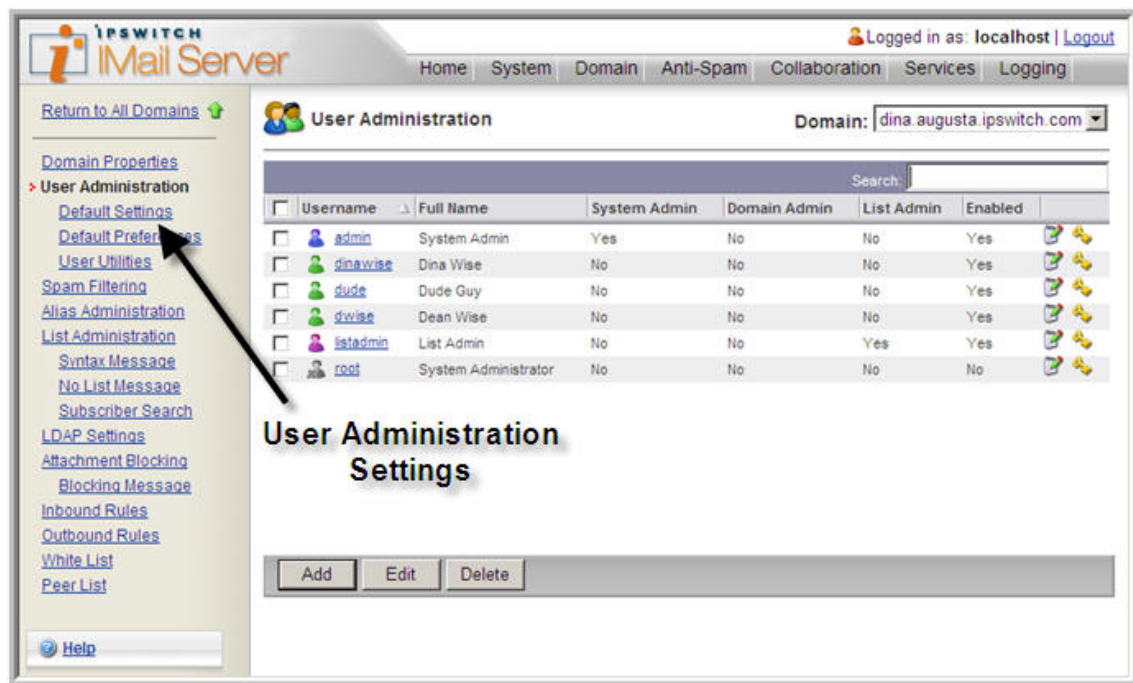 IPSWITCH
IMail Server
Logged in as: localhost | Logout
Home System Domain Anti-Spam Collaboration Services Logging
Return to All Domains
Domain Properties
User Administration
Default Settings
Default Preferences
User Utilities
Spam Filtering
Alias Administration
List Administration
Syntax Message
No List Message
Subscriber Search
LDAP Settings
Attachment Blocking
Blocking Message
Inbound Rules
Outbound Rules
White List
Peer List
Help
User Administration
Domain: dina.augusta.ipswitch.com
Search:
Username Full Name System Admin Domain Admin List Admin Enabled
admin System Admin Yes No No Yes
dinawise Dina Wise No No No Yes
dude Dude Guy No No No Yes
dwise Dean Wise No No No Yes
listadmin List Admin No No Yes Yes
root System Administrator No No No No
User Administration
Settings
Add Edit Delete